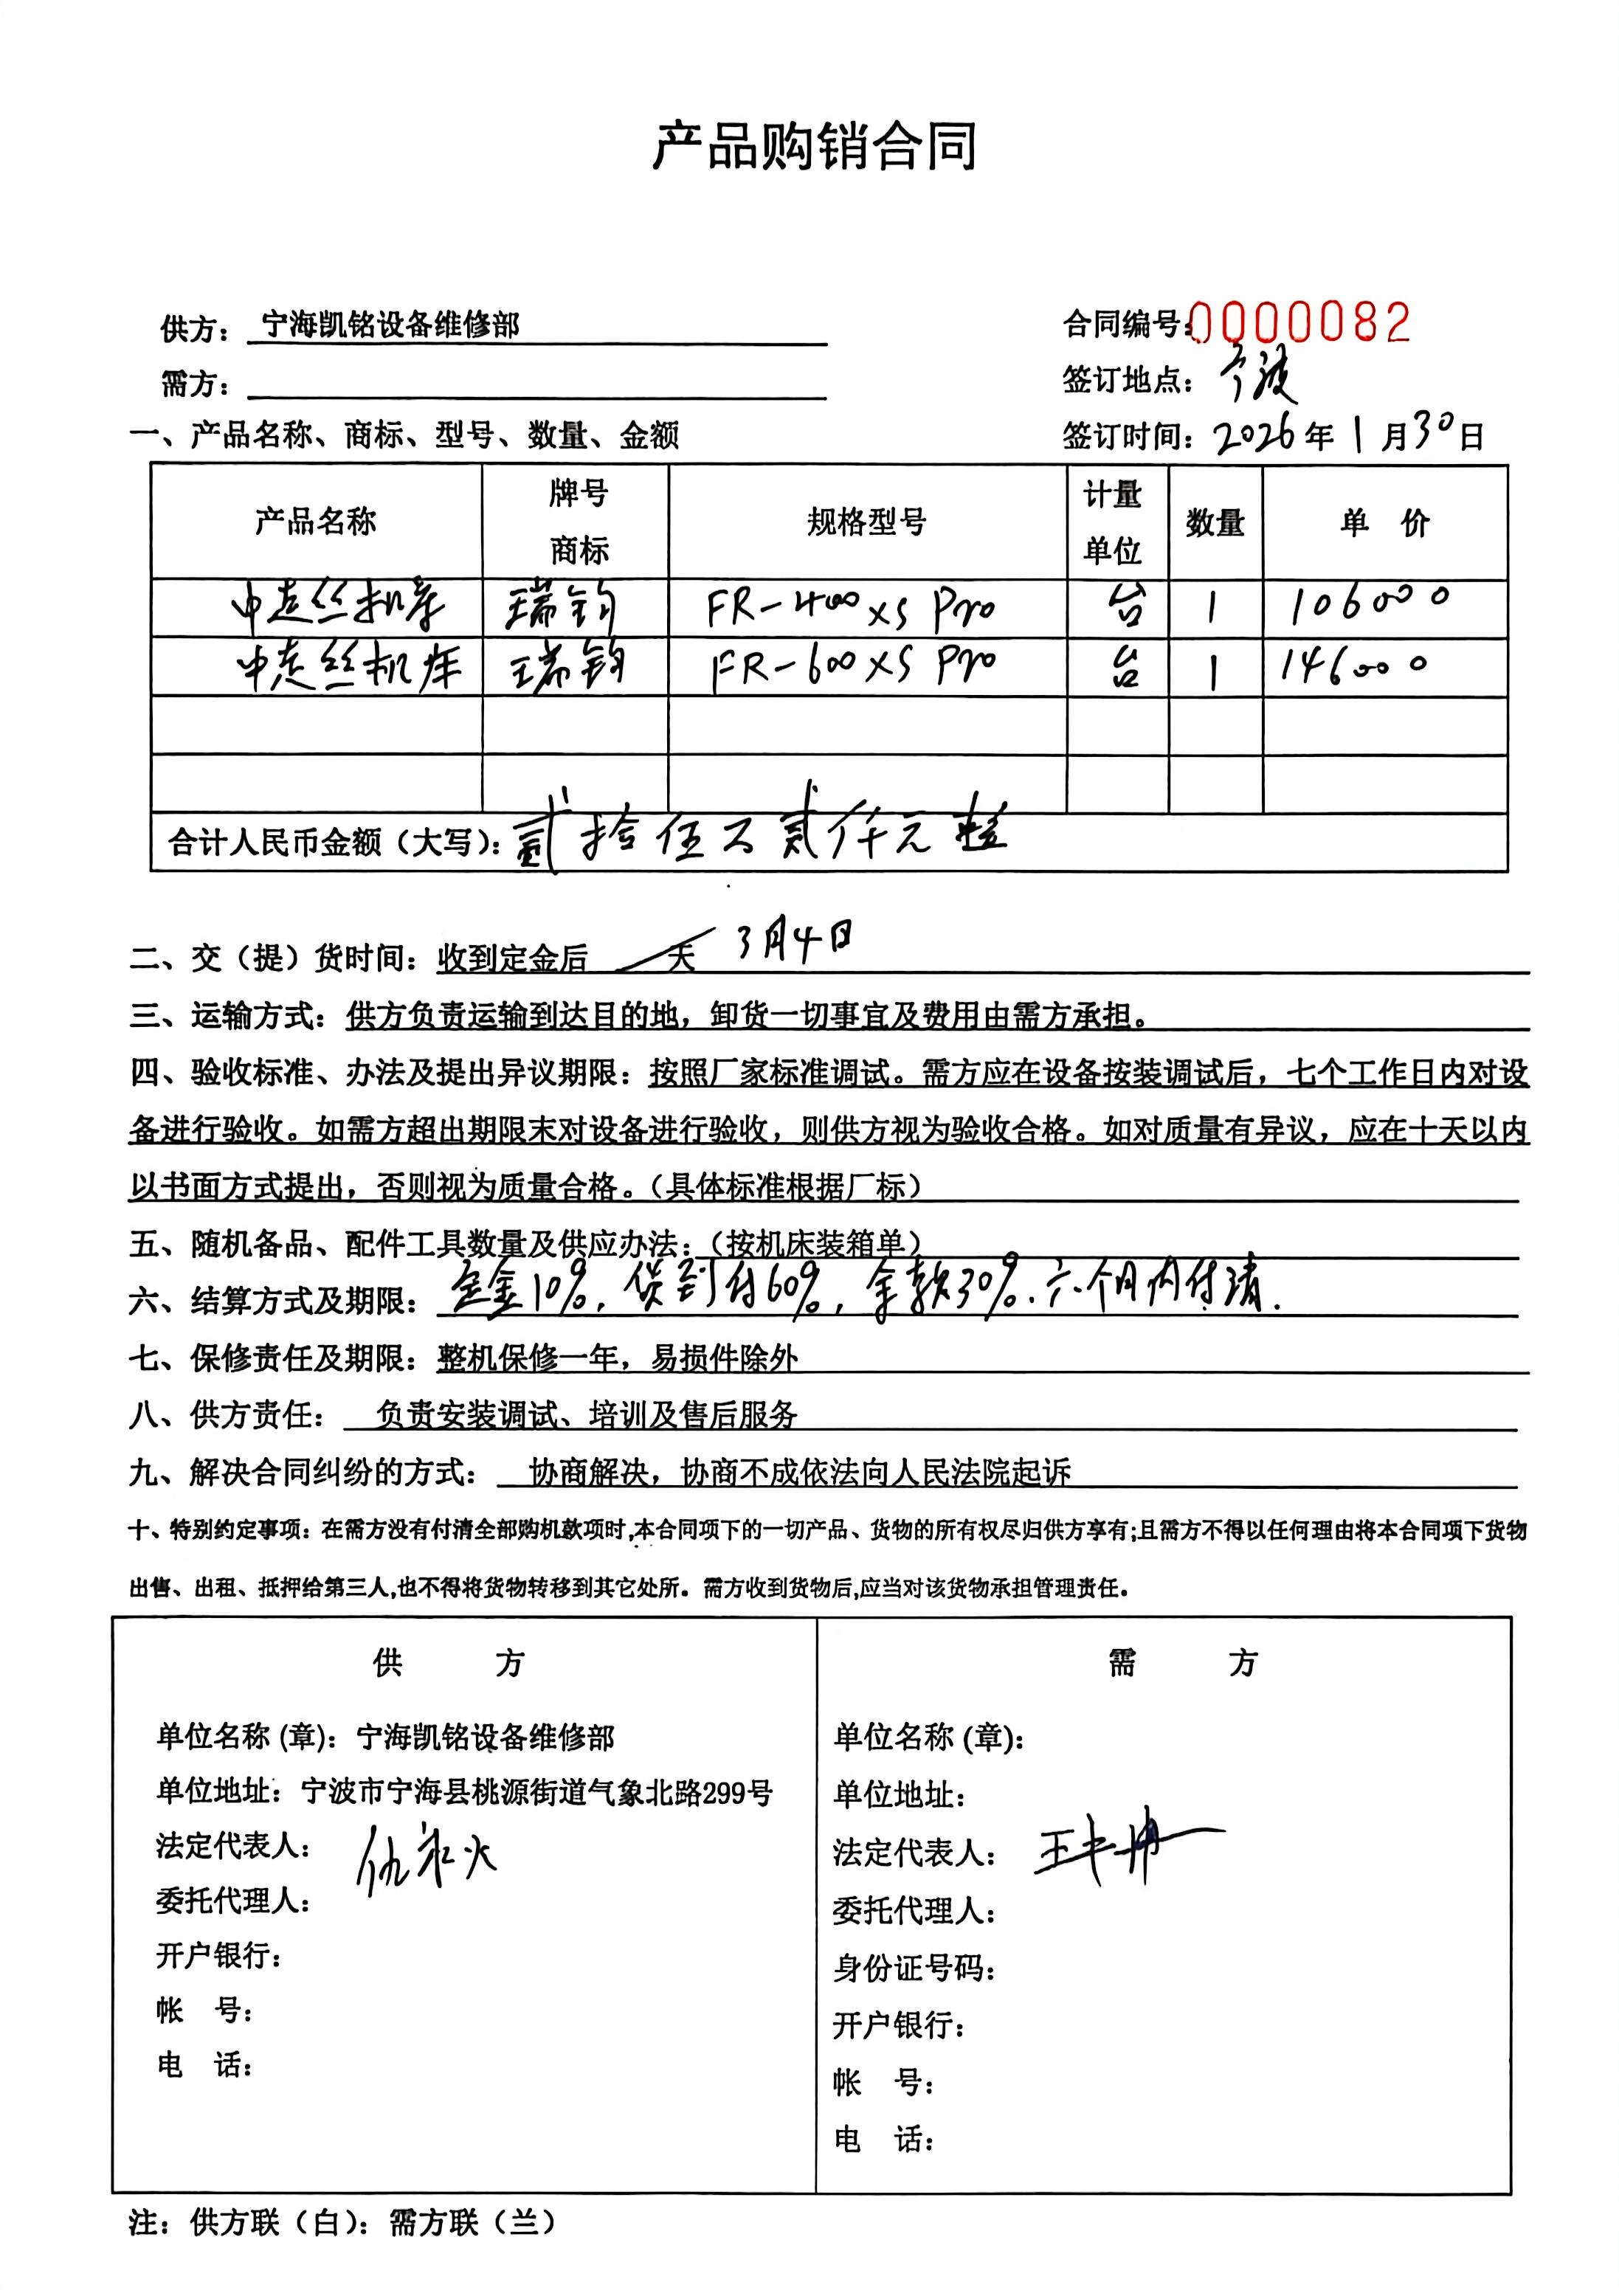 产品购销合同
供方：宁海凯铭设备维修部
合同编号：0000082
需方：
签订地点：宁波
一、产品名称、商标、型号、数量、金额
签订时间：2026年1月30日
产品名称 牌号商标 规格型号 计量单位 数量 单价
中走丝机床 瑞钧 FR-400XS Pro 台 1 106000
中走丝机床 瑞钧 FR-600XS Pro 台 1 146000
合计人民币金额（大写）：贰拾伍万贰仟元整
二、交（提）货时间：收到定金后 天 3月4日
三、运输方式：供方负责运输到达目的地，卸货一切事宜及费用由需方承担。
四、验收标准、办法及提出异议期限：按照厂家标准调试。需方应在设备按装调试后，七个工作日内对设
备进行验收。如需方超出期限末对设备进行验收，则供方视为验收合格。如对质量有异议，应在十天以内
以书面方式提出，否则视为质量合格。（具体标准根据厂标）
五、随机备品、配件工具数量及供应办法：（按机床装箱单）
六、结算方式及期限：定金10%，货到付60%，余款30%.六个月内付清.
七、保修责任及期限：整机保修一年，易损件除外
八、供方责任：负责安装调试、培训及售后服务
九、解决合同纠纷的方式：协商解决，协商不成依法向人民法院起诉
十、特别约定事项：在需方没有付清全部购机款项时,本合同项下的一切产品、货物的所有权尽归供方享有;且需方不得以任何理由将本合同项下货物
出售、出租、抵押给第三人,也不得将货物转移到其它处所。需方收到货物后,应当对该货物承担管理责任。
供方
单位名称(章)：宁海凯铭设备维修部
单位地址：宁波市宁海县桃源街道气象北路299号
法定代表人：
委托代理人：
开户银行：
帐 号：
电 话：
需方
单位名称(章)：
单位地址：
法定代表人：
委托代理人：
身份证号码：
开户银行：
帐 号：
电 话：
注：供方联（白）：需方联（兰）